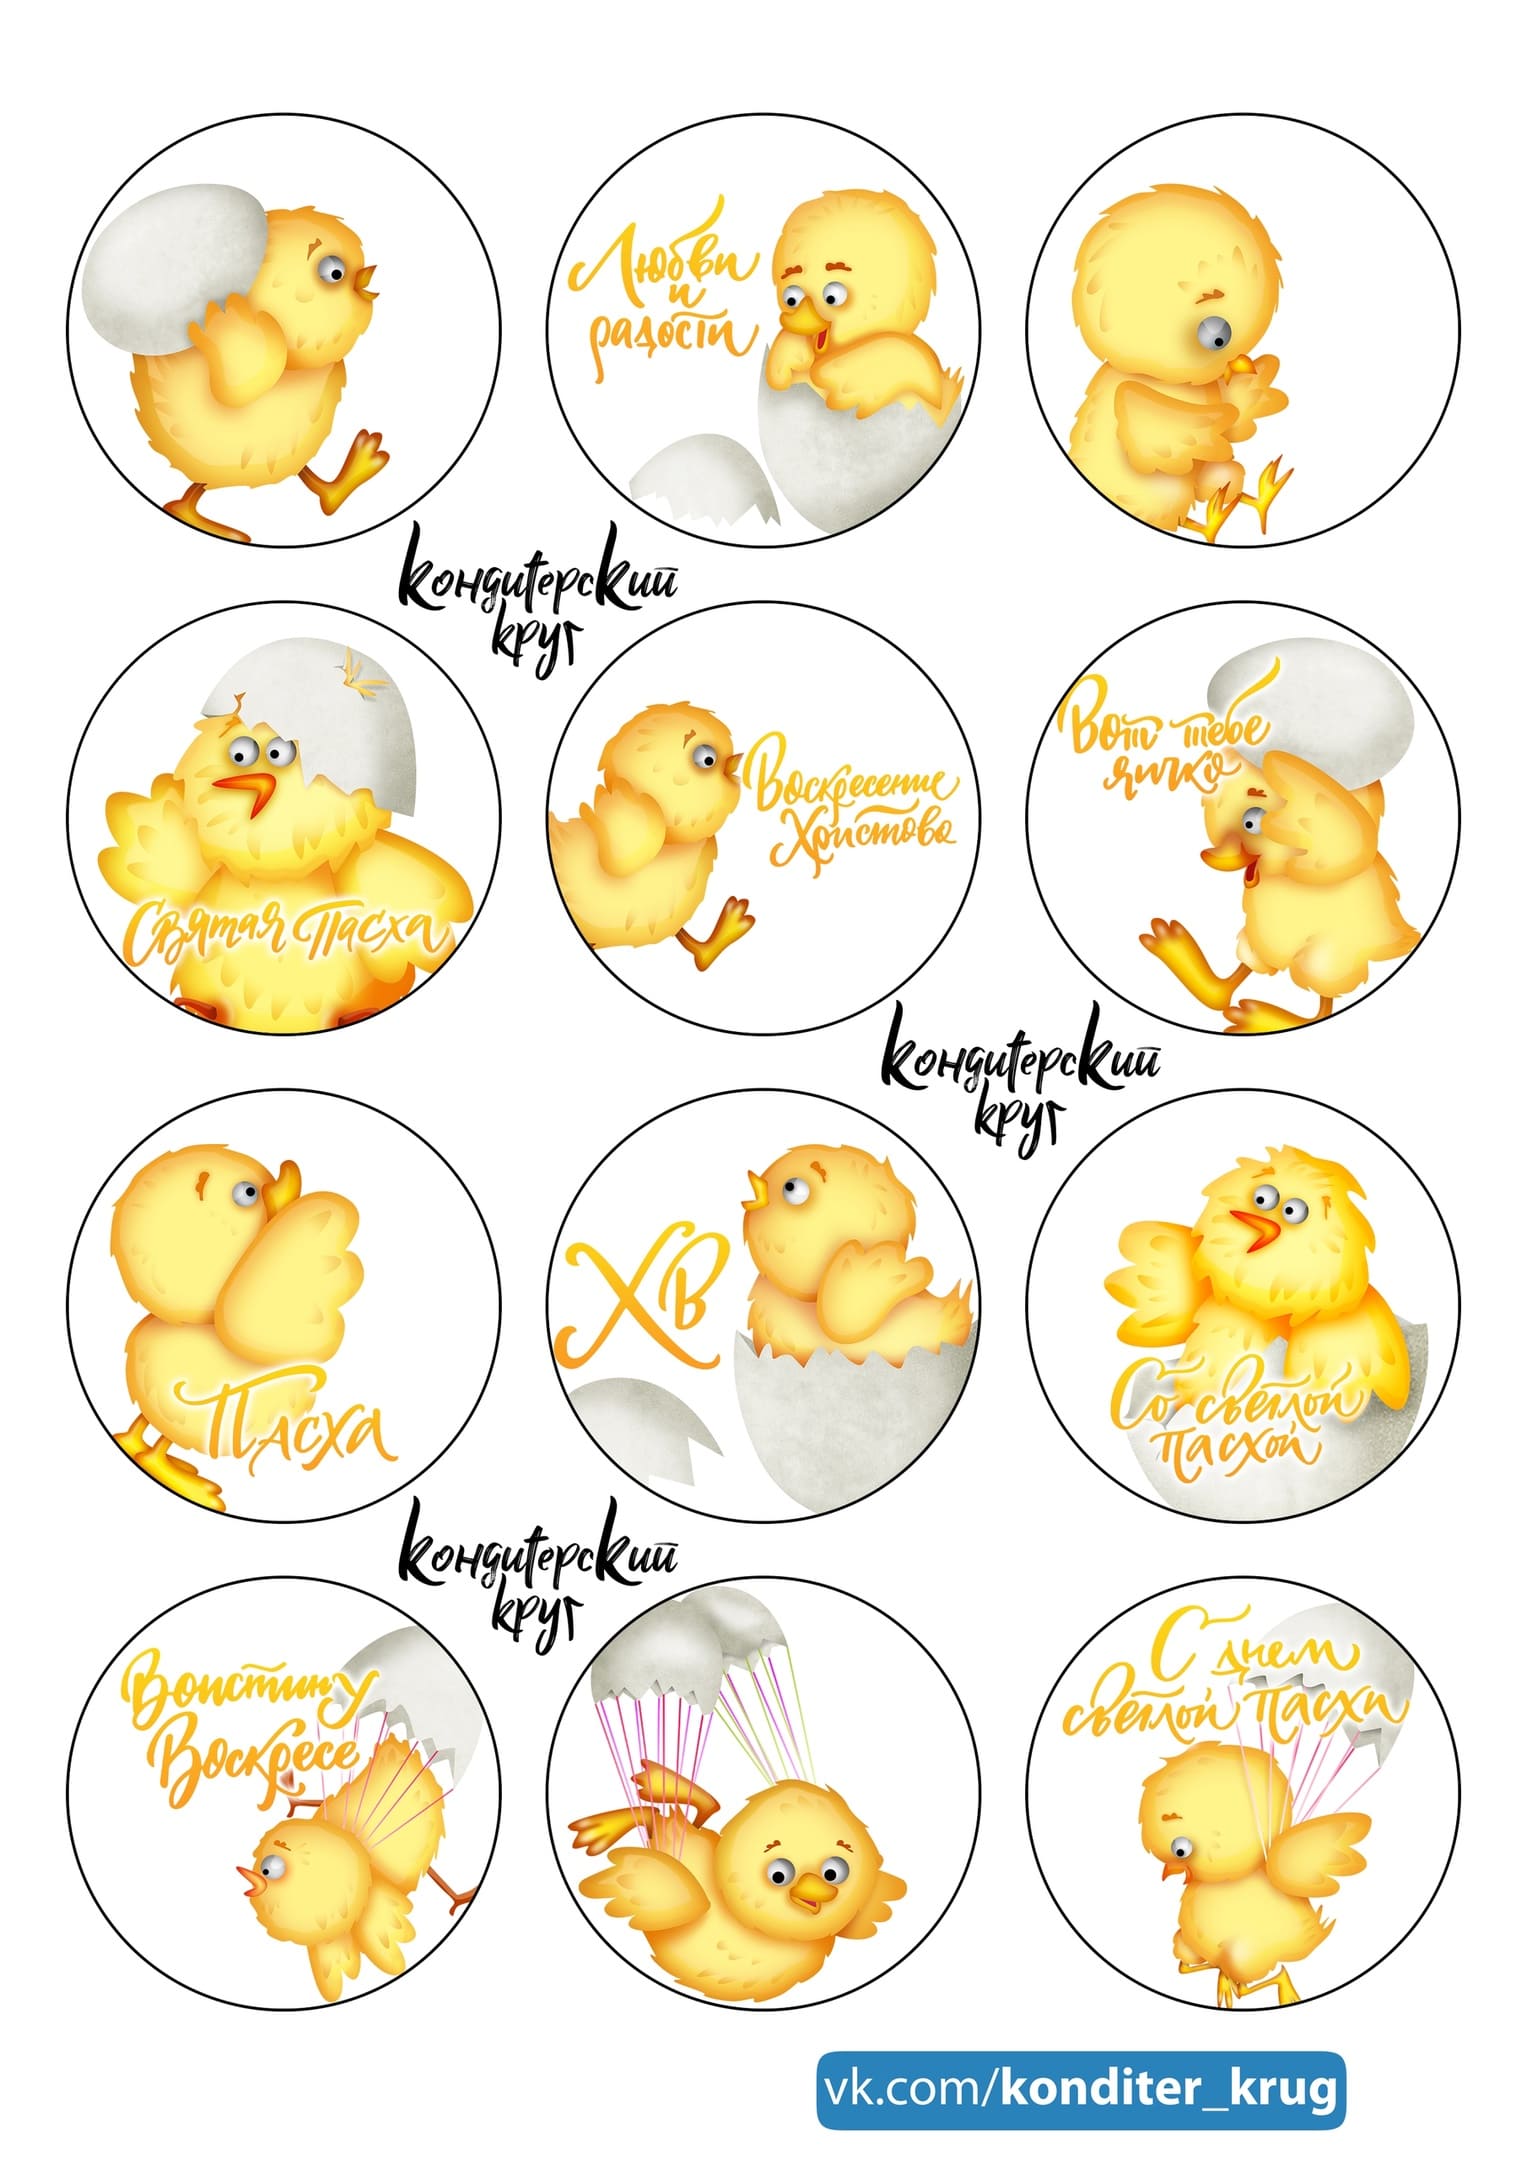 Любви
и
радости
кондитерский
круг
Святая Пасха
Воскресение
Христово
Вот тебе
яичко
кондитерский
круг
Пасха
ХВ
Со светлой
пасхой
кондитерский
круг
Воистину
Воскресе
С днем
светлой пасхи
vk.com/konditer_krug